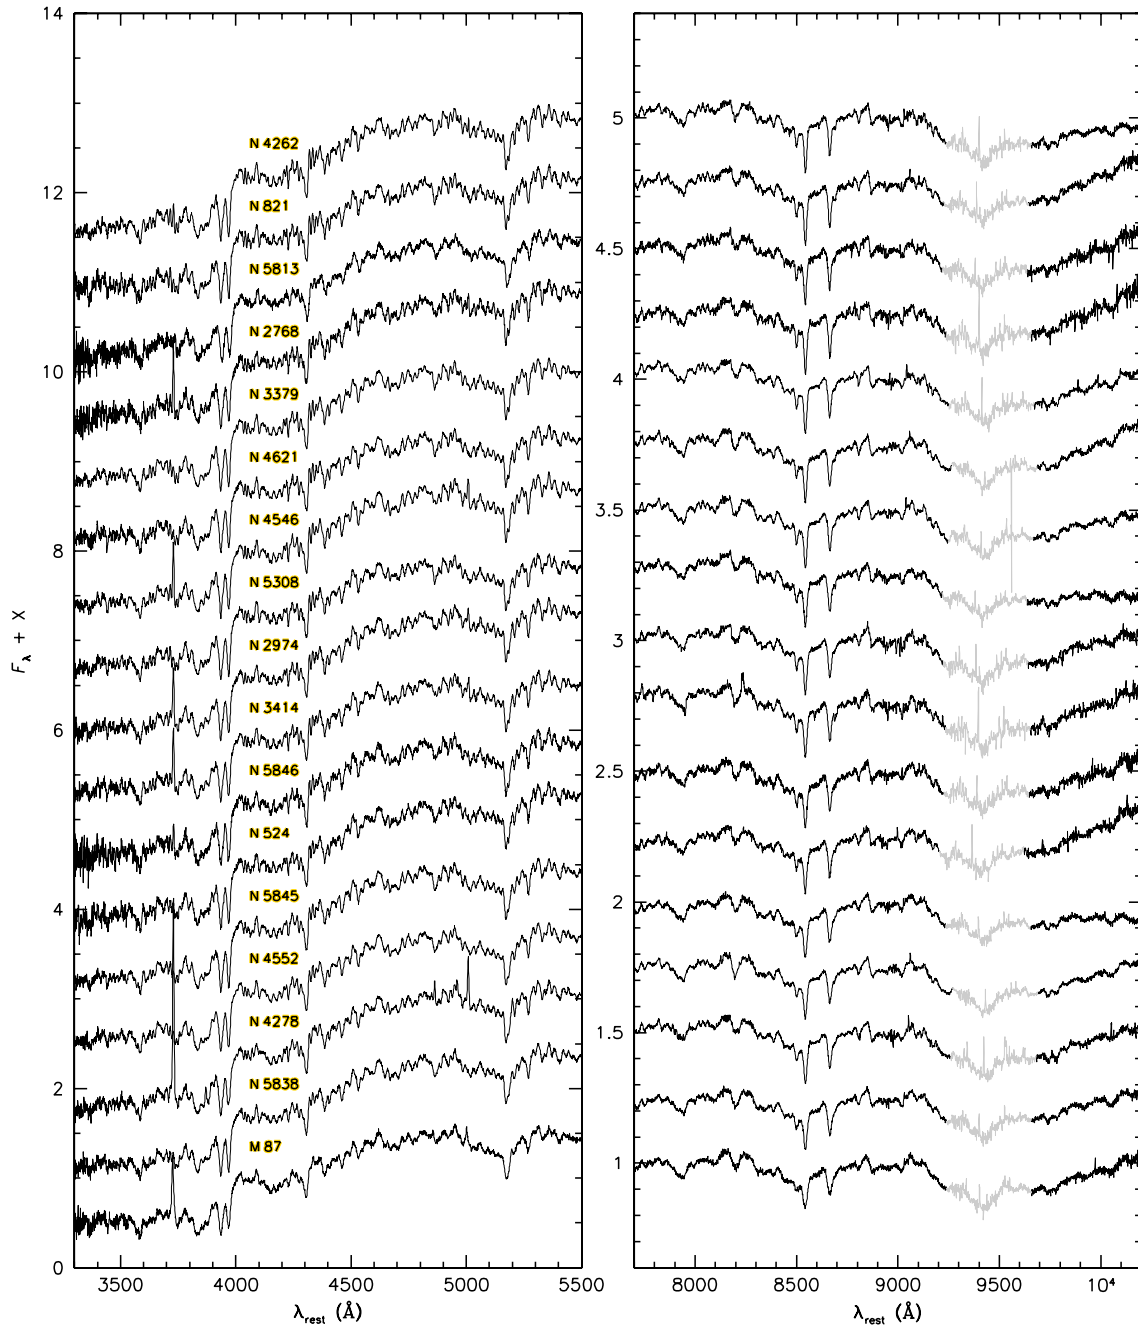 14
12
10
8
6
4
2
0
F_λ + X
N 4262
N 821
N 5813
N 2768
N 3379
N 4621
N 4546
N 5308
N 2974
N 3414
N 5846
N 524
N 5845
N 4552
N 4278
N 5838
M 87
3500 4000 4500 5000 5500
λ_rest (Å)
5
4.5
4
3.5
3
2.5
2
1.5
1
8000 8500 9000 9500 10⁴
λ_rest (Å)